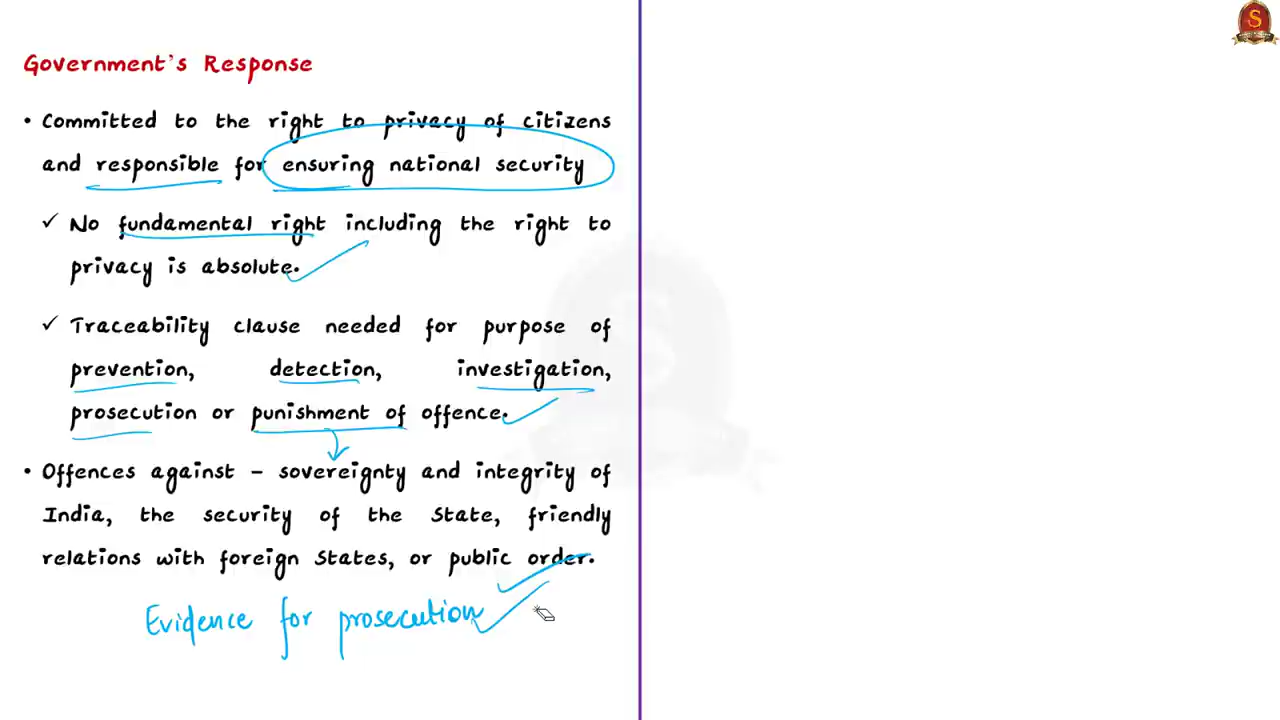 Government's Response
• Committed to the right to privacy of citizens
and responsible for ensuring national security
✓ No fundamental right including the right to
privacy is absolute.
✓ Traceability clause needed for purpose of
prevention, detection, investigation,
prosecution or punishment of offence.
• Offences against – sovereignty and integrity of
India, the security of the State, friendly
relations with foreign States, or public order.
Evidence for prosecution
S